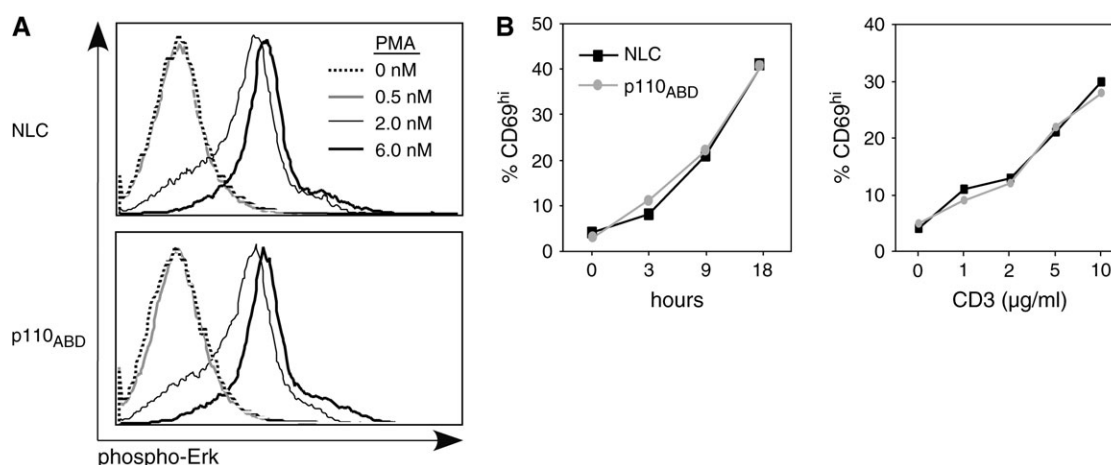 A
NLC
PMA
0 nM
0.5 nM
2.0 nM
6.0 nM
p110ABD
phospho-Erk
B
% CD69hi
50
40
30
20
10
0
NLC
p110ABD
0 3 9 18
hours
% CD69hi
40
30
20
10
0
0 1 2 5 10
CD3 (µg/ml)